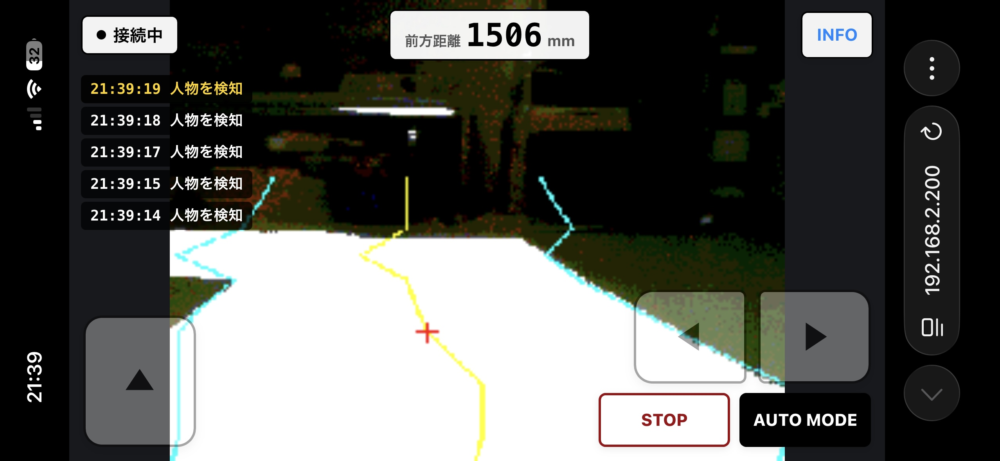 接続中
前方距離 1506 mm
INFO
21:39:19 人物を検知
21:39:18 人物を検知
21:39:17 人物を検知
21:39:15 人物を検知
21:39:14 人物を検知
STOP
AUTO MODE
32
21:39
192.168.2.200